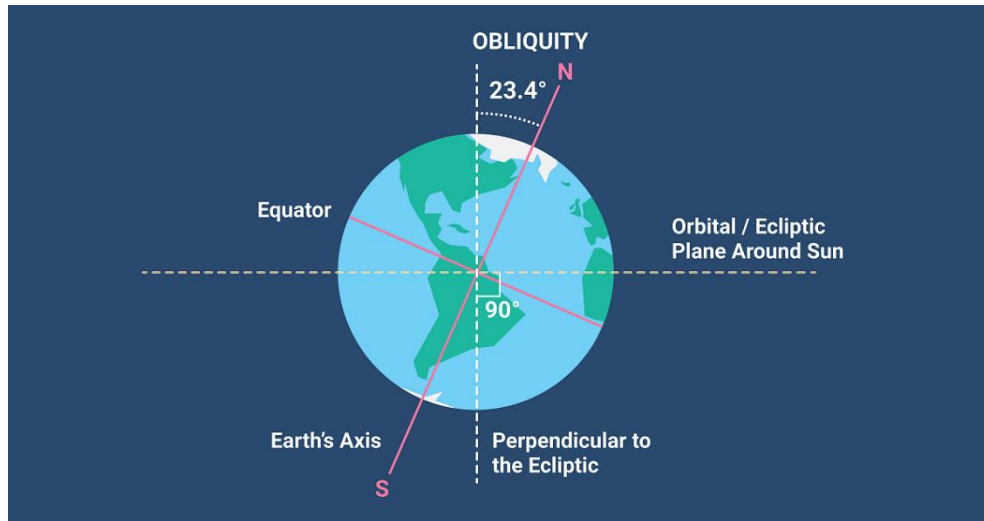 OBLIQUITY
N
23.4°
Equator
Orbital / Ecliptic
Plane Around Sun
90°
Earth's Axis
Perpendicular to
the Ecliptic
S